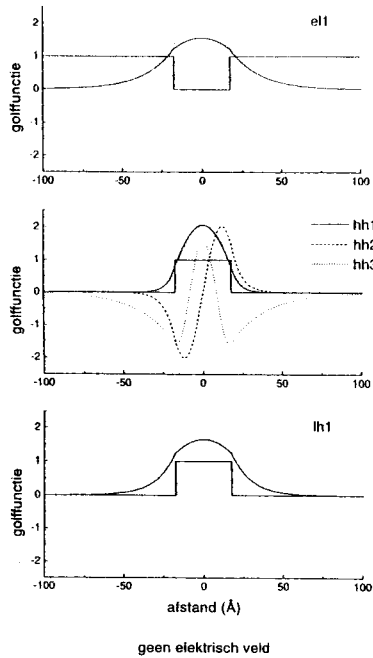 el1
golffunctie
2
1
0
-1
-2
-100 -50 0 50 100
hh1
hh2
hh3
golffunctie
2
1
0
-1
-2
-100 -50 0 50 100
lh1
golffunctie
2
1
0
-1
-2
-100 -50 0 50 100
afstand (Å)
geen elektrisch veld